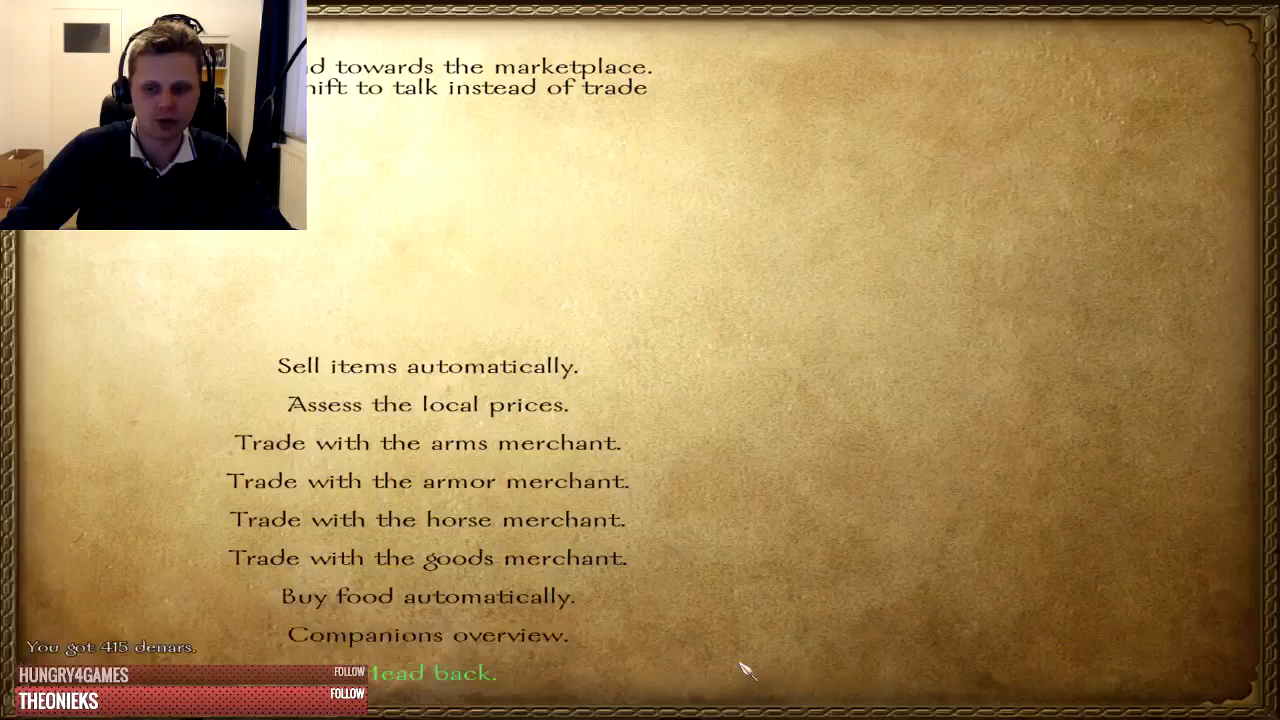 towards the marketplace.
to talk instead of trade
Sell items automatically.
Assess the local prices.
Trade with the arms merchant.
Trade with the armor merchant.
Trade with the horse merchant.
Trade with the goods merchant.
Buy food automatically.
Companions overview.
You got 415 denars.
HUNGRY4GAMES FOLLOW
back.
THEONIEKS FOLLOW